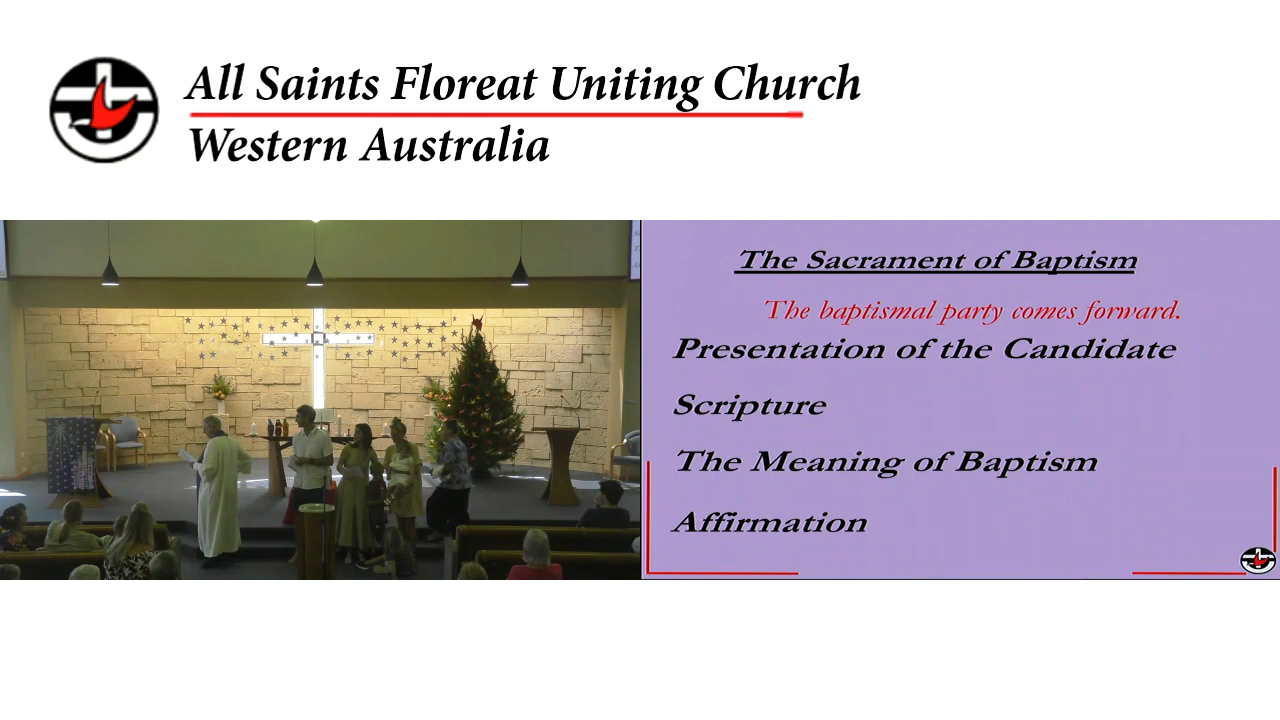 All Saints Floreat Uniting Church
Western Australia
The Sacrament of Baptism
The baptismal party comes forward.
Presentation of the Candidate
Scripture
The Meaning of Baptism
Affirmation